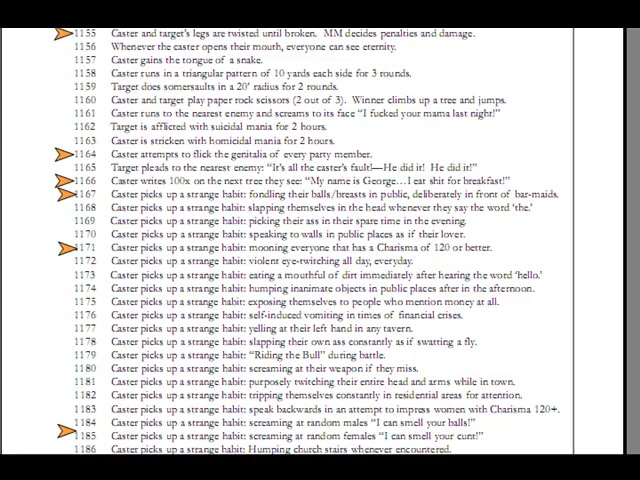 1155 Caster and target's legs are twisted until broken. MM decides penalties and damage.
1156 Whenever the caster opens their mouth, everyone can see eternity.
1157 Caster gains the tongue of a snake.
1158 Caster runs in a triangular pattern of 10 yards each side for 3 rounds.
1159 Target does somersaults in a 20' radius for 2 rounds.
1160 Caster and target play paper rock scissors (2 out of 3). Winner climbs up a tree and jumps.
1161 Caster runs to the nearest enemy and screams to its face "I fucked your mama last night!"
1162 Target is afflicted with suicidal mania for 2 hours.
1163 Caster is stricken with homicidal mania for 2 hours.
1164 Caster attempts to flick the genitalia of every party member.
1165 Target pleads to the nearest enemy: "It's all the caster's fault!—He did it! He did it!"
1166 Caster writes 100x on the next tree they see: "My name is George…I eat shit for breakfast!"
1167 Caster picks up a strange habit: fondling their balls/breasts in public, deliberately in front of bar-maids.
1168 Caster picks up a strange habit: slapping themselves in the head whenever they say the word 'the.'
1169 Caster picks up a strange habit: picking their ass in their spare time in the evening.
1170 Caster picks up a strange habit: speaking to walls in public places as if their lover.
1171 Caster picks up a strange habit: mooning everyone that has a Charisma of 120 or better.
1172 Caster picks up a strange habit: violent eye-twitching all day, everyday.
1173 Caster picks up a strange habit: eating a mouthful of dirt immediately after hearing the word 'hello.'
1174 Caster picks up a strange habit: humping inanimate objects in public places after in the afternoon.
1175 Caster picks up a strange habit: exposing themselves to people who mention money at all.
1176 Caster picks up a strange habit: self-induced vomiting in times of financial crises.
1177 Caster picks up a strange habit: yelling at their left hand in any tavern.
1178 Caster picks up a strange habit: slapping their own ass constantly as if swatting a fly.
1179 Caster picks up a strange habit: "Riding the Bull" during battle.
1180 Caster picks up a strange habit: screaming at their weapon if they miss.
1181 Caster picks up a strange habit: purposely twitching their entire head and arms while in town.
1182 Caster picks up a strange habit: tripping themselves constantly in residential areas for attention.
1183 Caster picks up a strange habit: speak backwards in an attempt to impress women with Charisma 120+.
1184 Caster picks up a strange habit: screaming at random males "I can smell your balls!"
1185 Caster picks up a strange habit: screaming at random females "I can smell your cunt!"
1186 Caster picks up a strange habit: Humping church stairs whenever encountered.